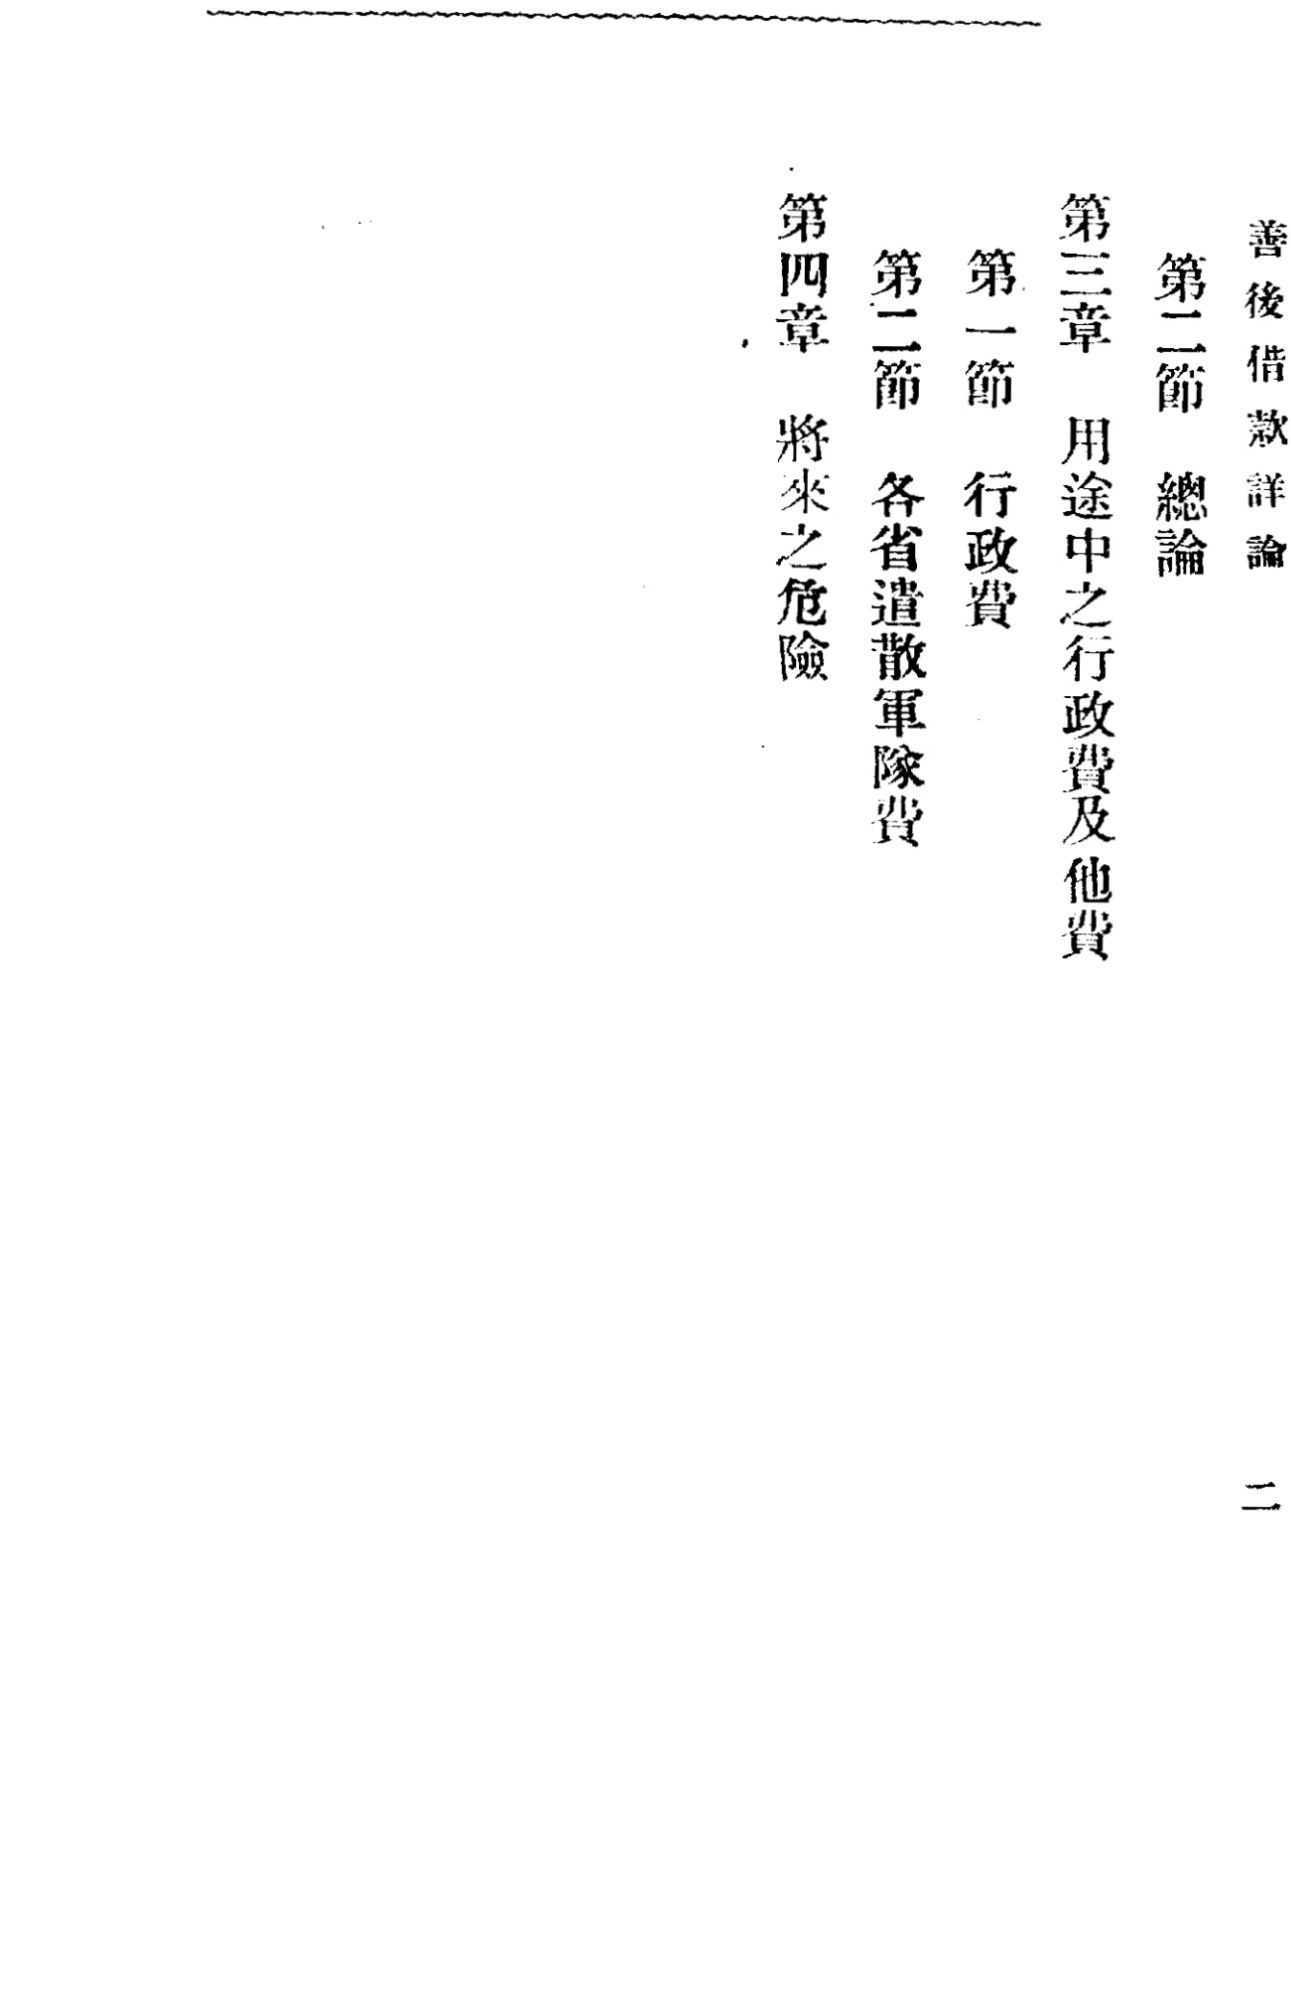 善後借款詳論
二
第二節　總論
第三章　用途中之行政費及他費
第一節　行政費
第二節　各省遣散軍隊費
第四章　將來之危險